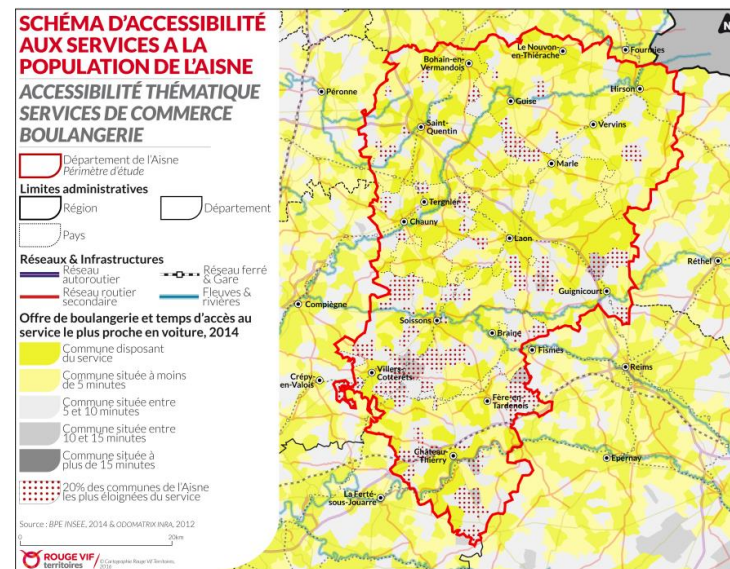 SCHÉMA D'ACCESSIBILITÉ
AUX SERVICES A LA
POPULATION DE L'AISNE
ACCESSIBILITÉ THÉMATIQUE
SERVICES DE COMMERCE
BOULANGERIE
Département de l'Aisne
Périmètre d'étude
Limites administratives
Région
Département
Pays
Réseaux & Infrastructures
Réseau
autoroutier
Réseau ferré
& Gare
Réseau routier
secondaire
Fleuves &
rivières
Offre de boulangerie et temps d'accès au
service le plus proche en voiture, 2014
Commune disposant
du service
Commune située à moins
de 5 minutes
Commune située entre
5 et 10 minutes
Commune située entre
10 et 15 minutes
Commune située à
plus de 15 minutes
20% des communes de l'Aisne
les plus éloignées du service
Source : BPE INSEE, 2014 & ODOMATRIX INRA, 2012
0
20km
ROUGE VIF
territoires
© Cartographie Rouge Vif Territoires,
2016
N
Le Nouvion-
en-Thiérache
Fourmies
Bohain-en-
Vermandois
Péronne
Guise
Hirson
Saint-
Quentin
Vervins
Marle
Tergnier
Chauny
Laon
Réthel
Guignicourt
Compiègne
Soissons
Braine
Fismes
Reims
Villers-
Cotterêts
Crépy-
en-Valois
Fère-en-
Tardenois
Château-
Thierry
Epernay
La Ferté-
sous-Jouarre